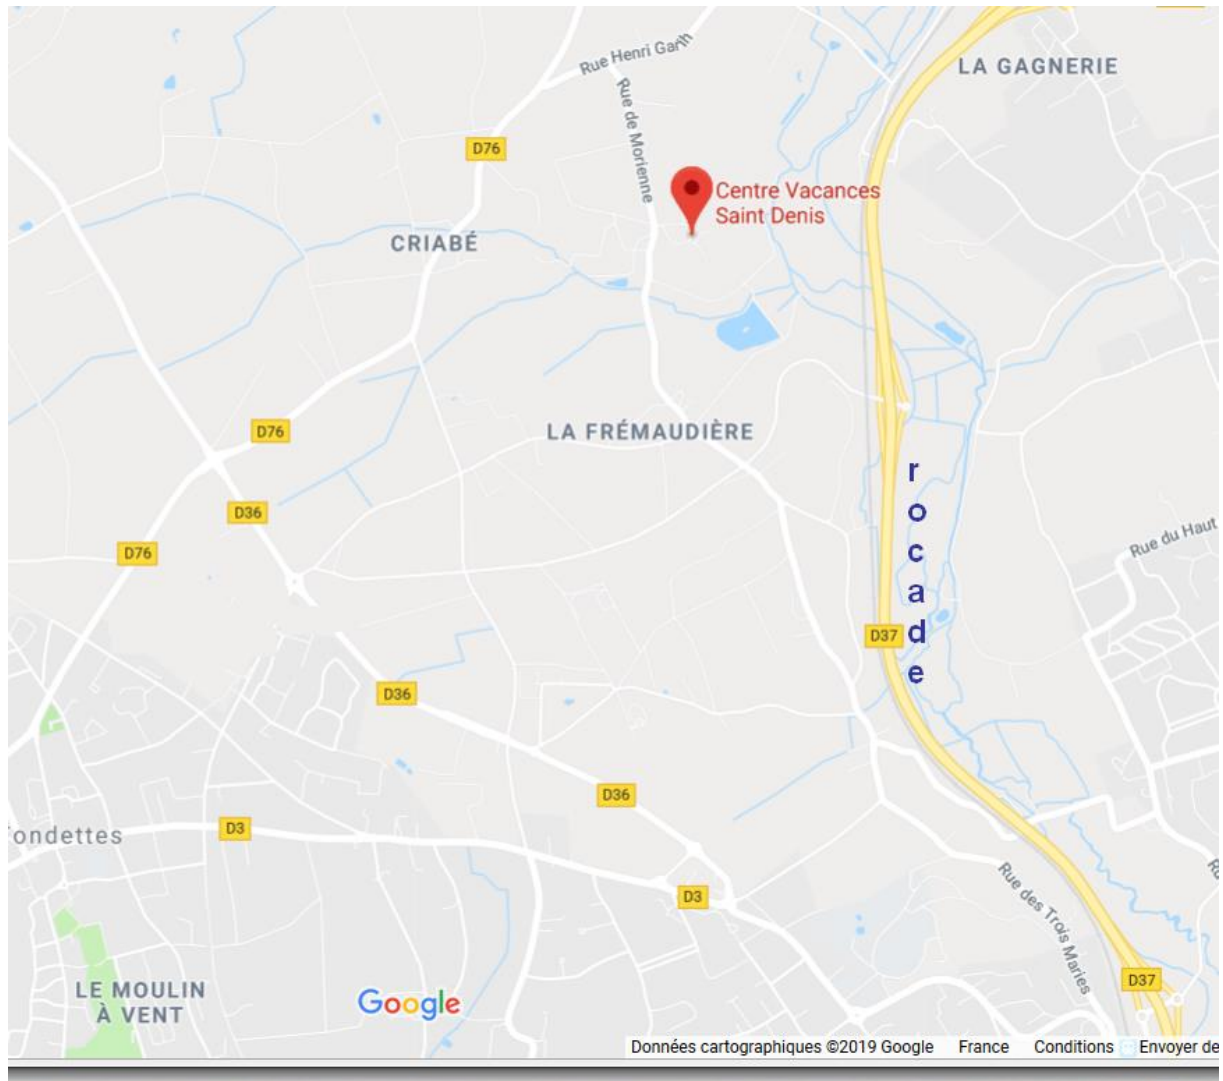 LA GAGNERIE
Rue Henri Garih
Rue de Morienne
D76
Centre Vacances
Saint Denis
CRIABÉ
D76
LA FRÉMAUDIÈRE
rocade
D36
D76
Rue du Haut
D37
D36
D36
D3
ondettes
D3
Rue des Trois Maries
D37
LE MOULIN
À VENT
Google
Données cartographiques ©2019 Google France Conditions Envoyer de